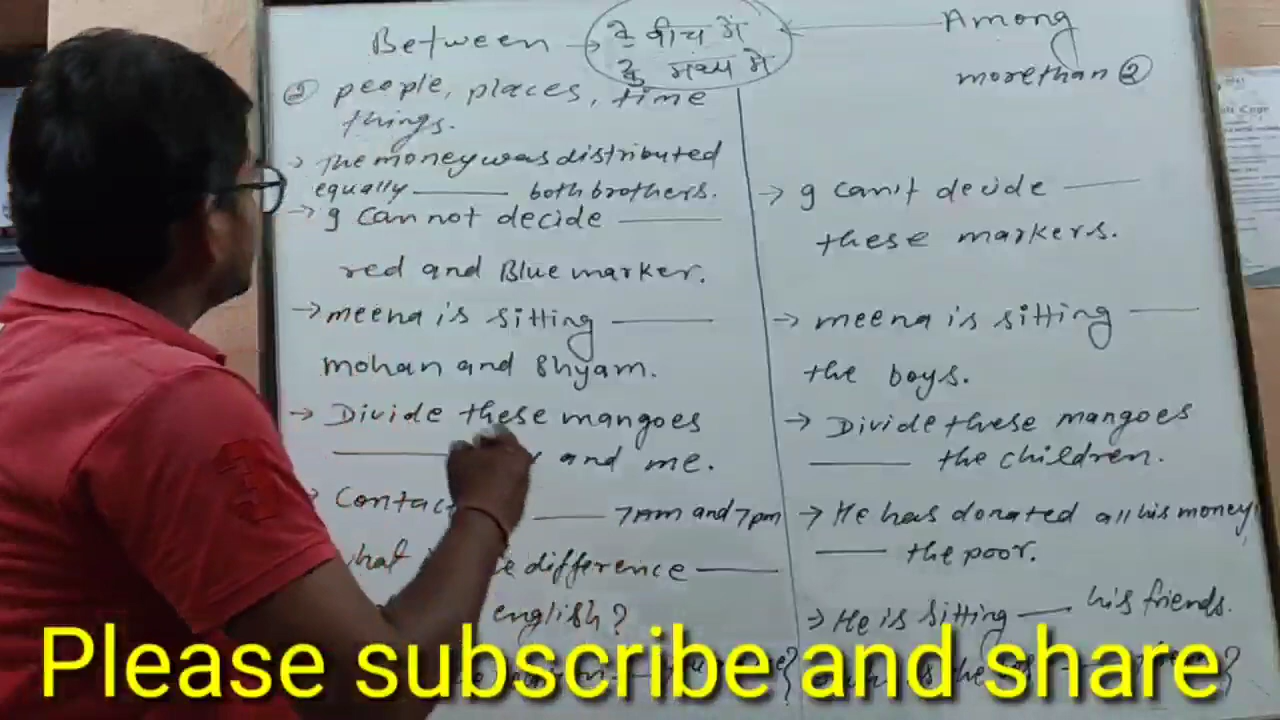 Between → के बीच में
के मध्य में
② people, places, time
things.
→ The money was distributed
equally ——— both brothers.
→ I can not decide ———
red and Blue marker.
→ meena is sitting ———
mohan and Shyam.
→ Divide these mangoes
——— and me.
——— 7AM and 7pm
difference ———
english?
Among
more than ②
→ I can't decide ———
these markers.
→ meena is sitting ———
the boys.
→ Divide these mangoes
——— the children.
→ He has donated all his money
——— the poor.
→ He is sitting —— his friends.
Please subscribe and share